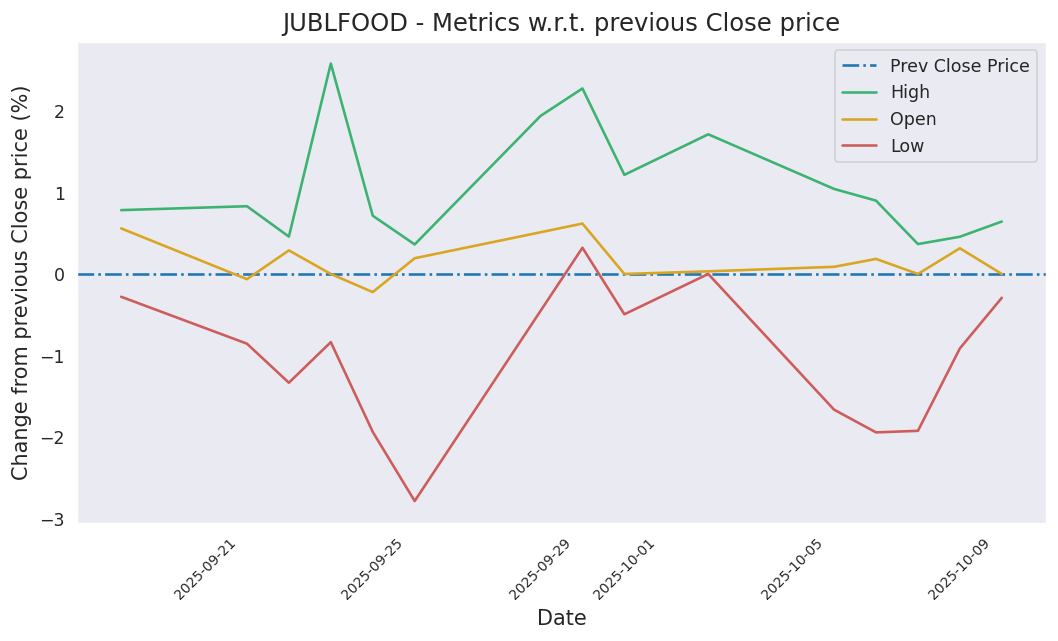 JUBLFOOD - Metrics w.r.t. previous Close price
Prev Close Price
High
Open
Low
Change from previous Close price (%)
2
1
0
−1
−2
−3
2025-09-21
2025-09-25
2025-09-29
2025-10-01
2025-10-05
2025-10-09
Date